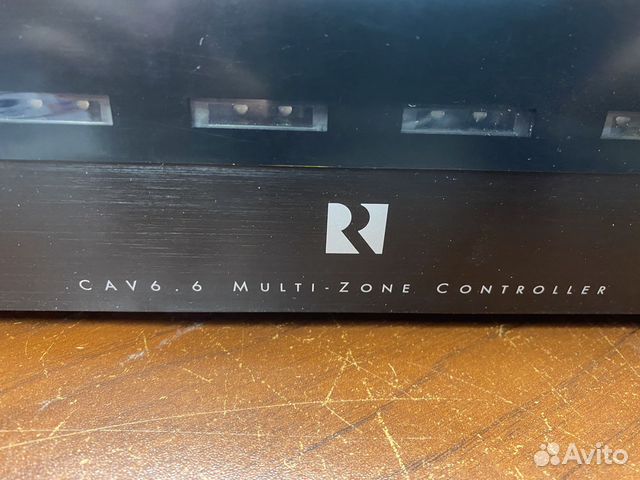 R
CAV6.6 MULTI-ZONE CONTROLLER
Avito